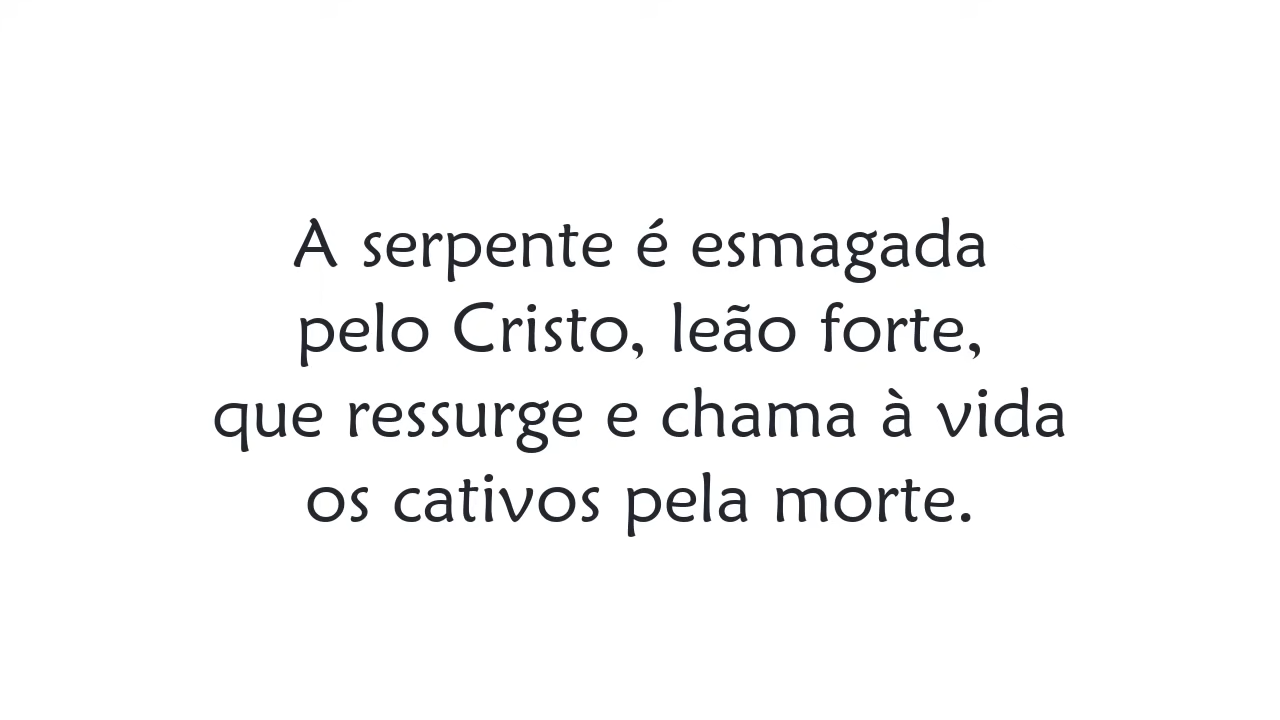 A serpente é esmagada
pelo Cristo, leão forte,
que ressurge e chama à vida
os cativos pela morte.